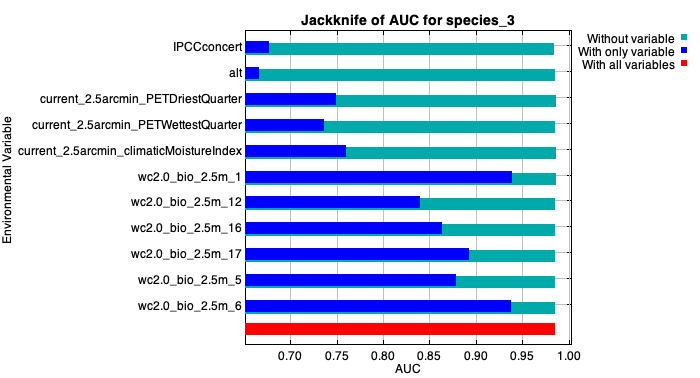 Jackknife of AUC for species_3
Without variable
With only variable
With all variables
Environmental Variable
IPCCconcert
alt
current_2.5arcmin_PETDriestQuarter
current_2.5arcmin_PETWettestQuarter
current_2.5arcmin_climaticMoistureIndex
wc2.0_bio_2.5m_1
wc2.0_bio_2.5m_12
wc2.0_bio_2.5m_16
wc2.0_bio_2.5m_17
wc2.0_bio_2.5m_5
wc2.0_bio_2.5m_6
0.70 0.75 0.80 0.85 0.90 0.95 1.00
AUC